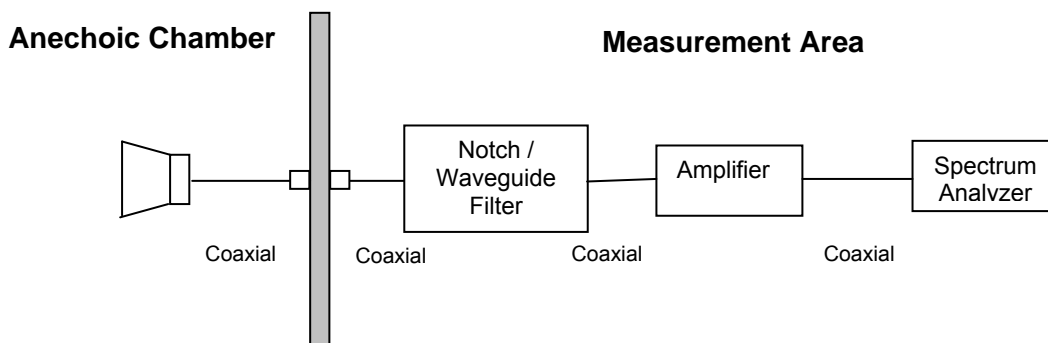 Anechoic Chamber
Measurement Area
Notch /
Waveguide
Filter
Amplifier
Spectrum
Analvzer
Coaxial
Coaxial
Coaxial
Coaxial